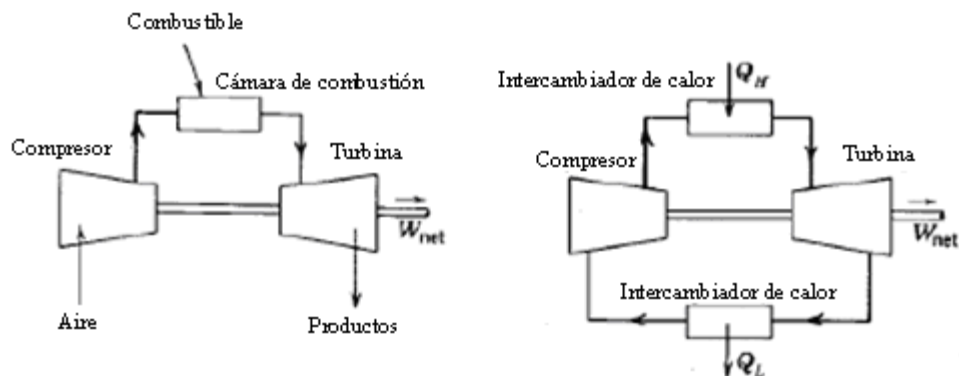 Combustible
Cámara de combustión
Compresor
Turbina
W_net
Aire
Productos
Intercambiador de calor
Q_H
Compresor
Turbina
W_net
Intercambiador de calor
Q_L